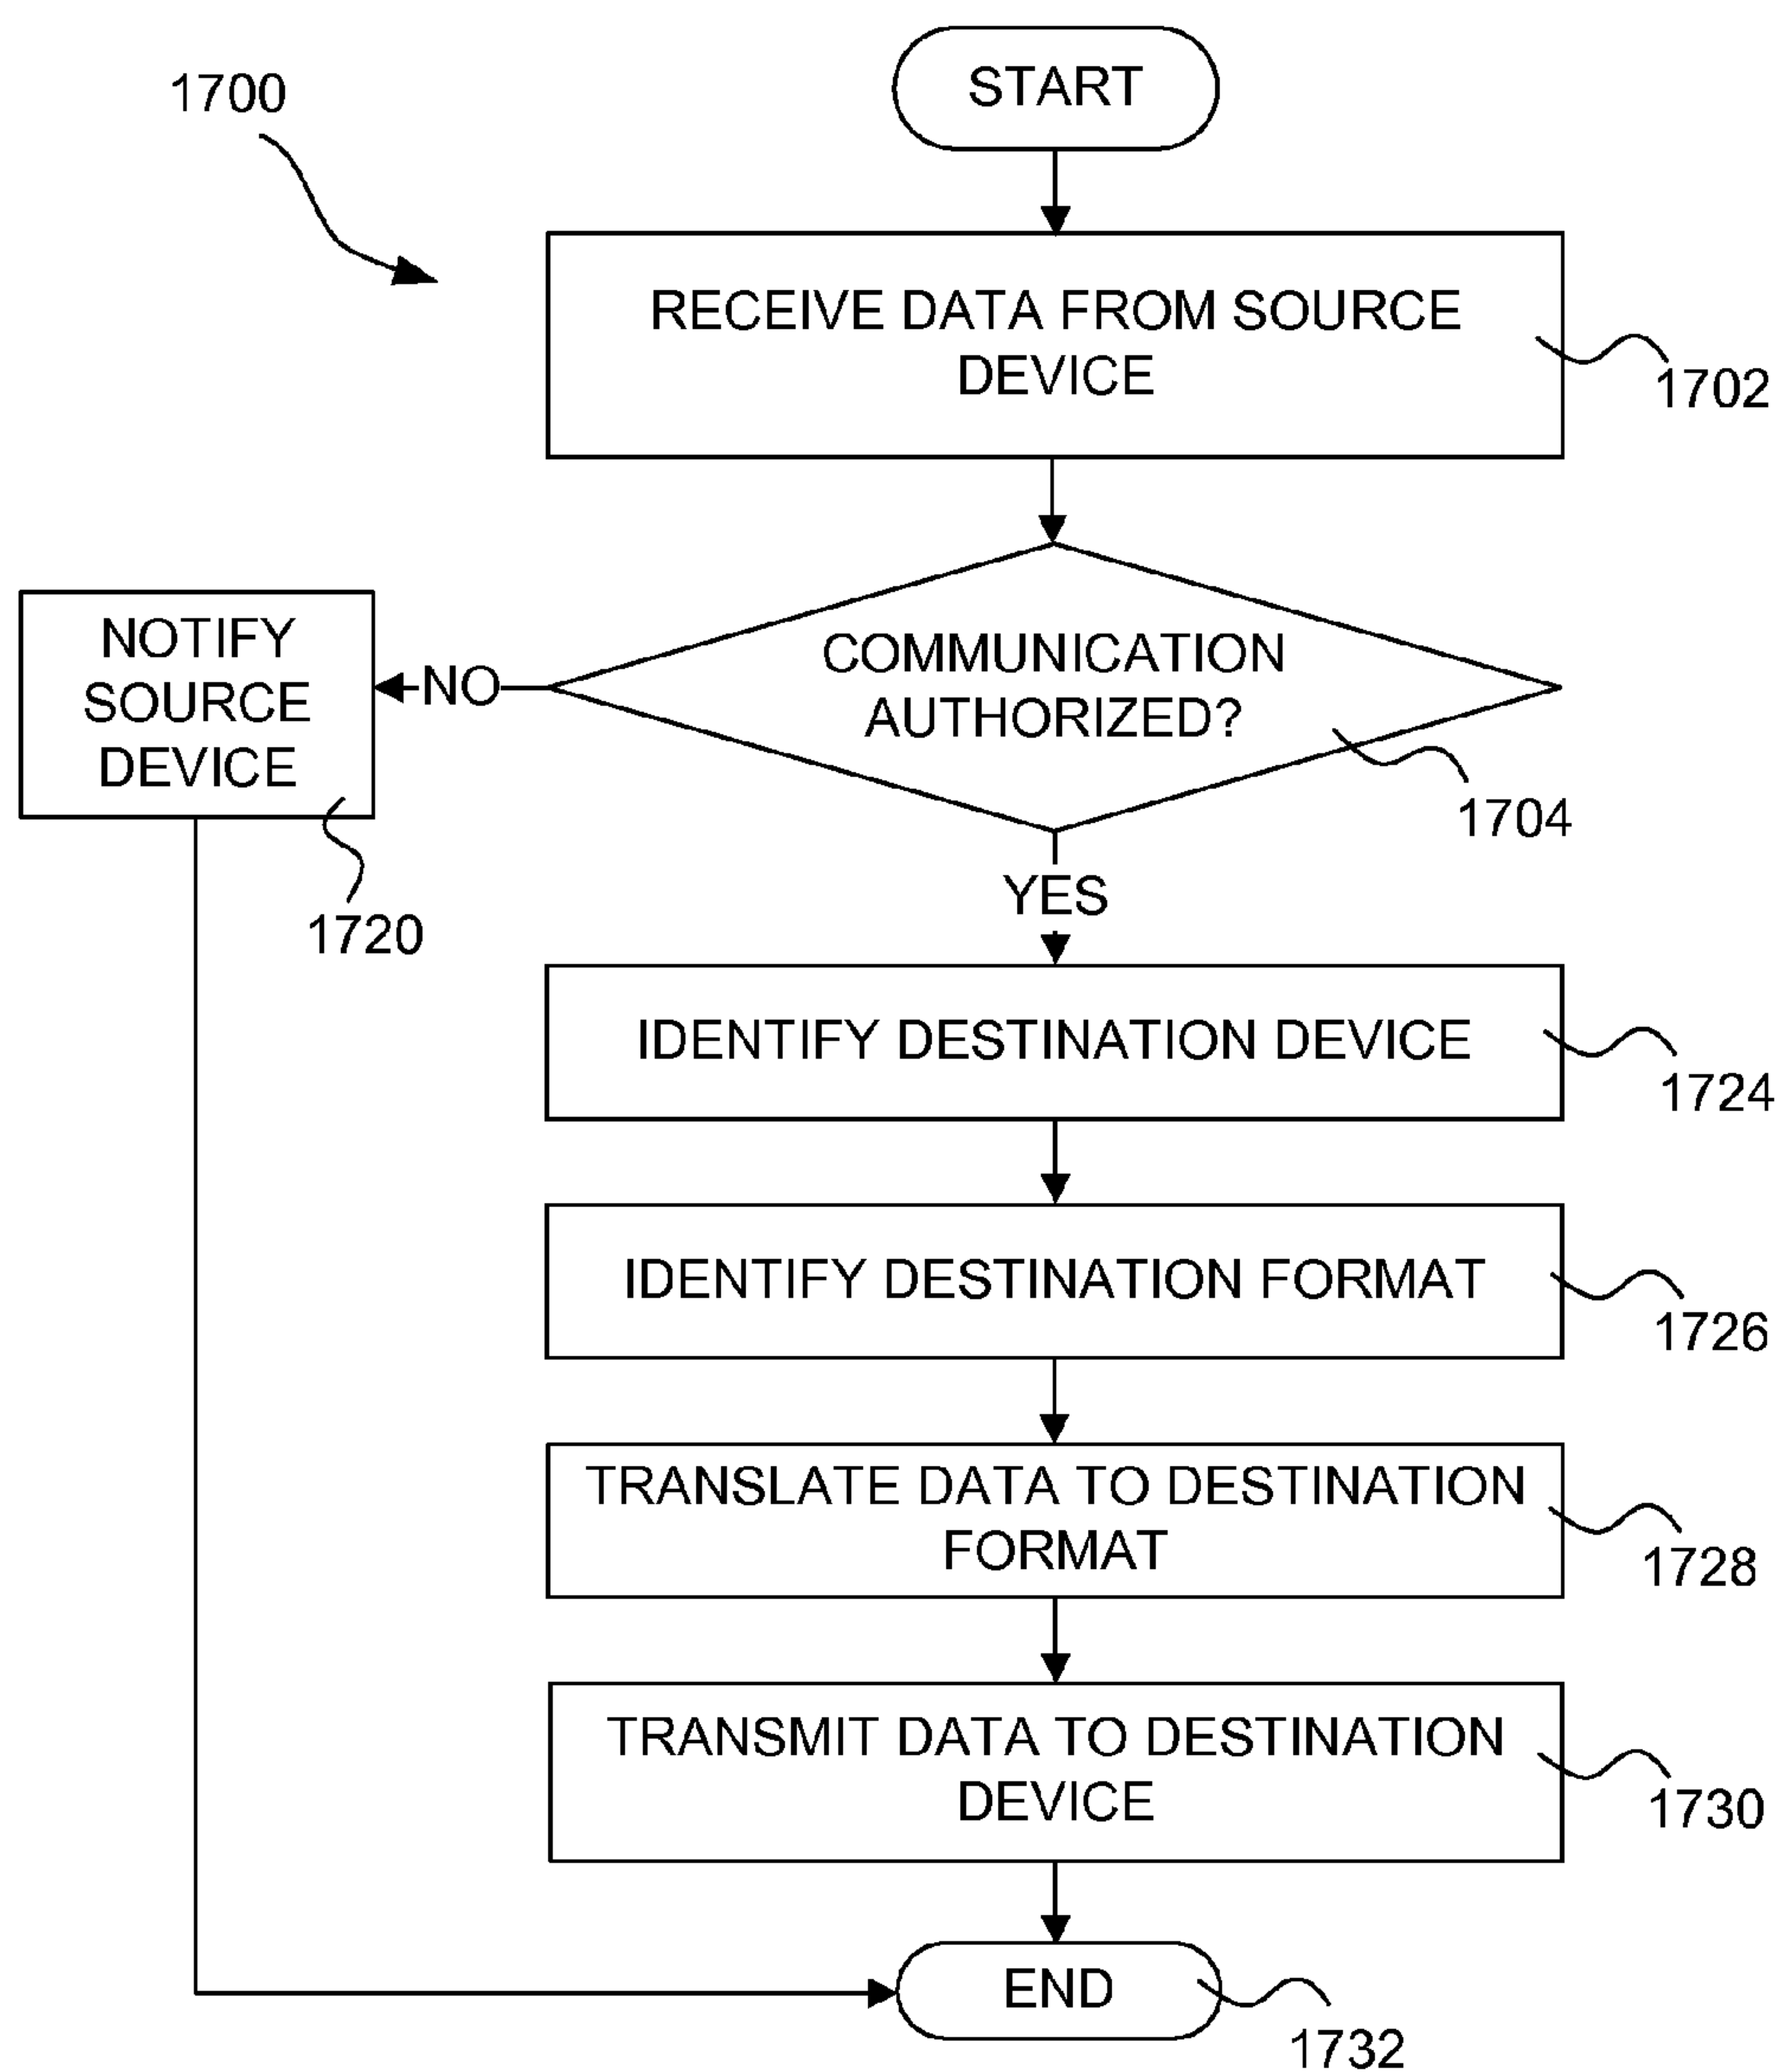 1700
START
RECEIVE DATA FROM SOURCE
DEVICE
1702
COMMUNICATION
AUTHORIZED?
1704
NO
NOTIFY
SOURCE
DEVICE
1720
YES
IDENTIFY DESTINATION DEVICE
1724
IDENTIFY DESTINATION FORMAT
1726
TRANSLATE DATA TO DESTINATION
FORMAT
1728
TRANSMIT DATA TO DESTINATION
DEVICE
1730
END
1732